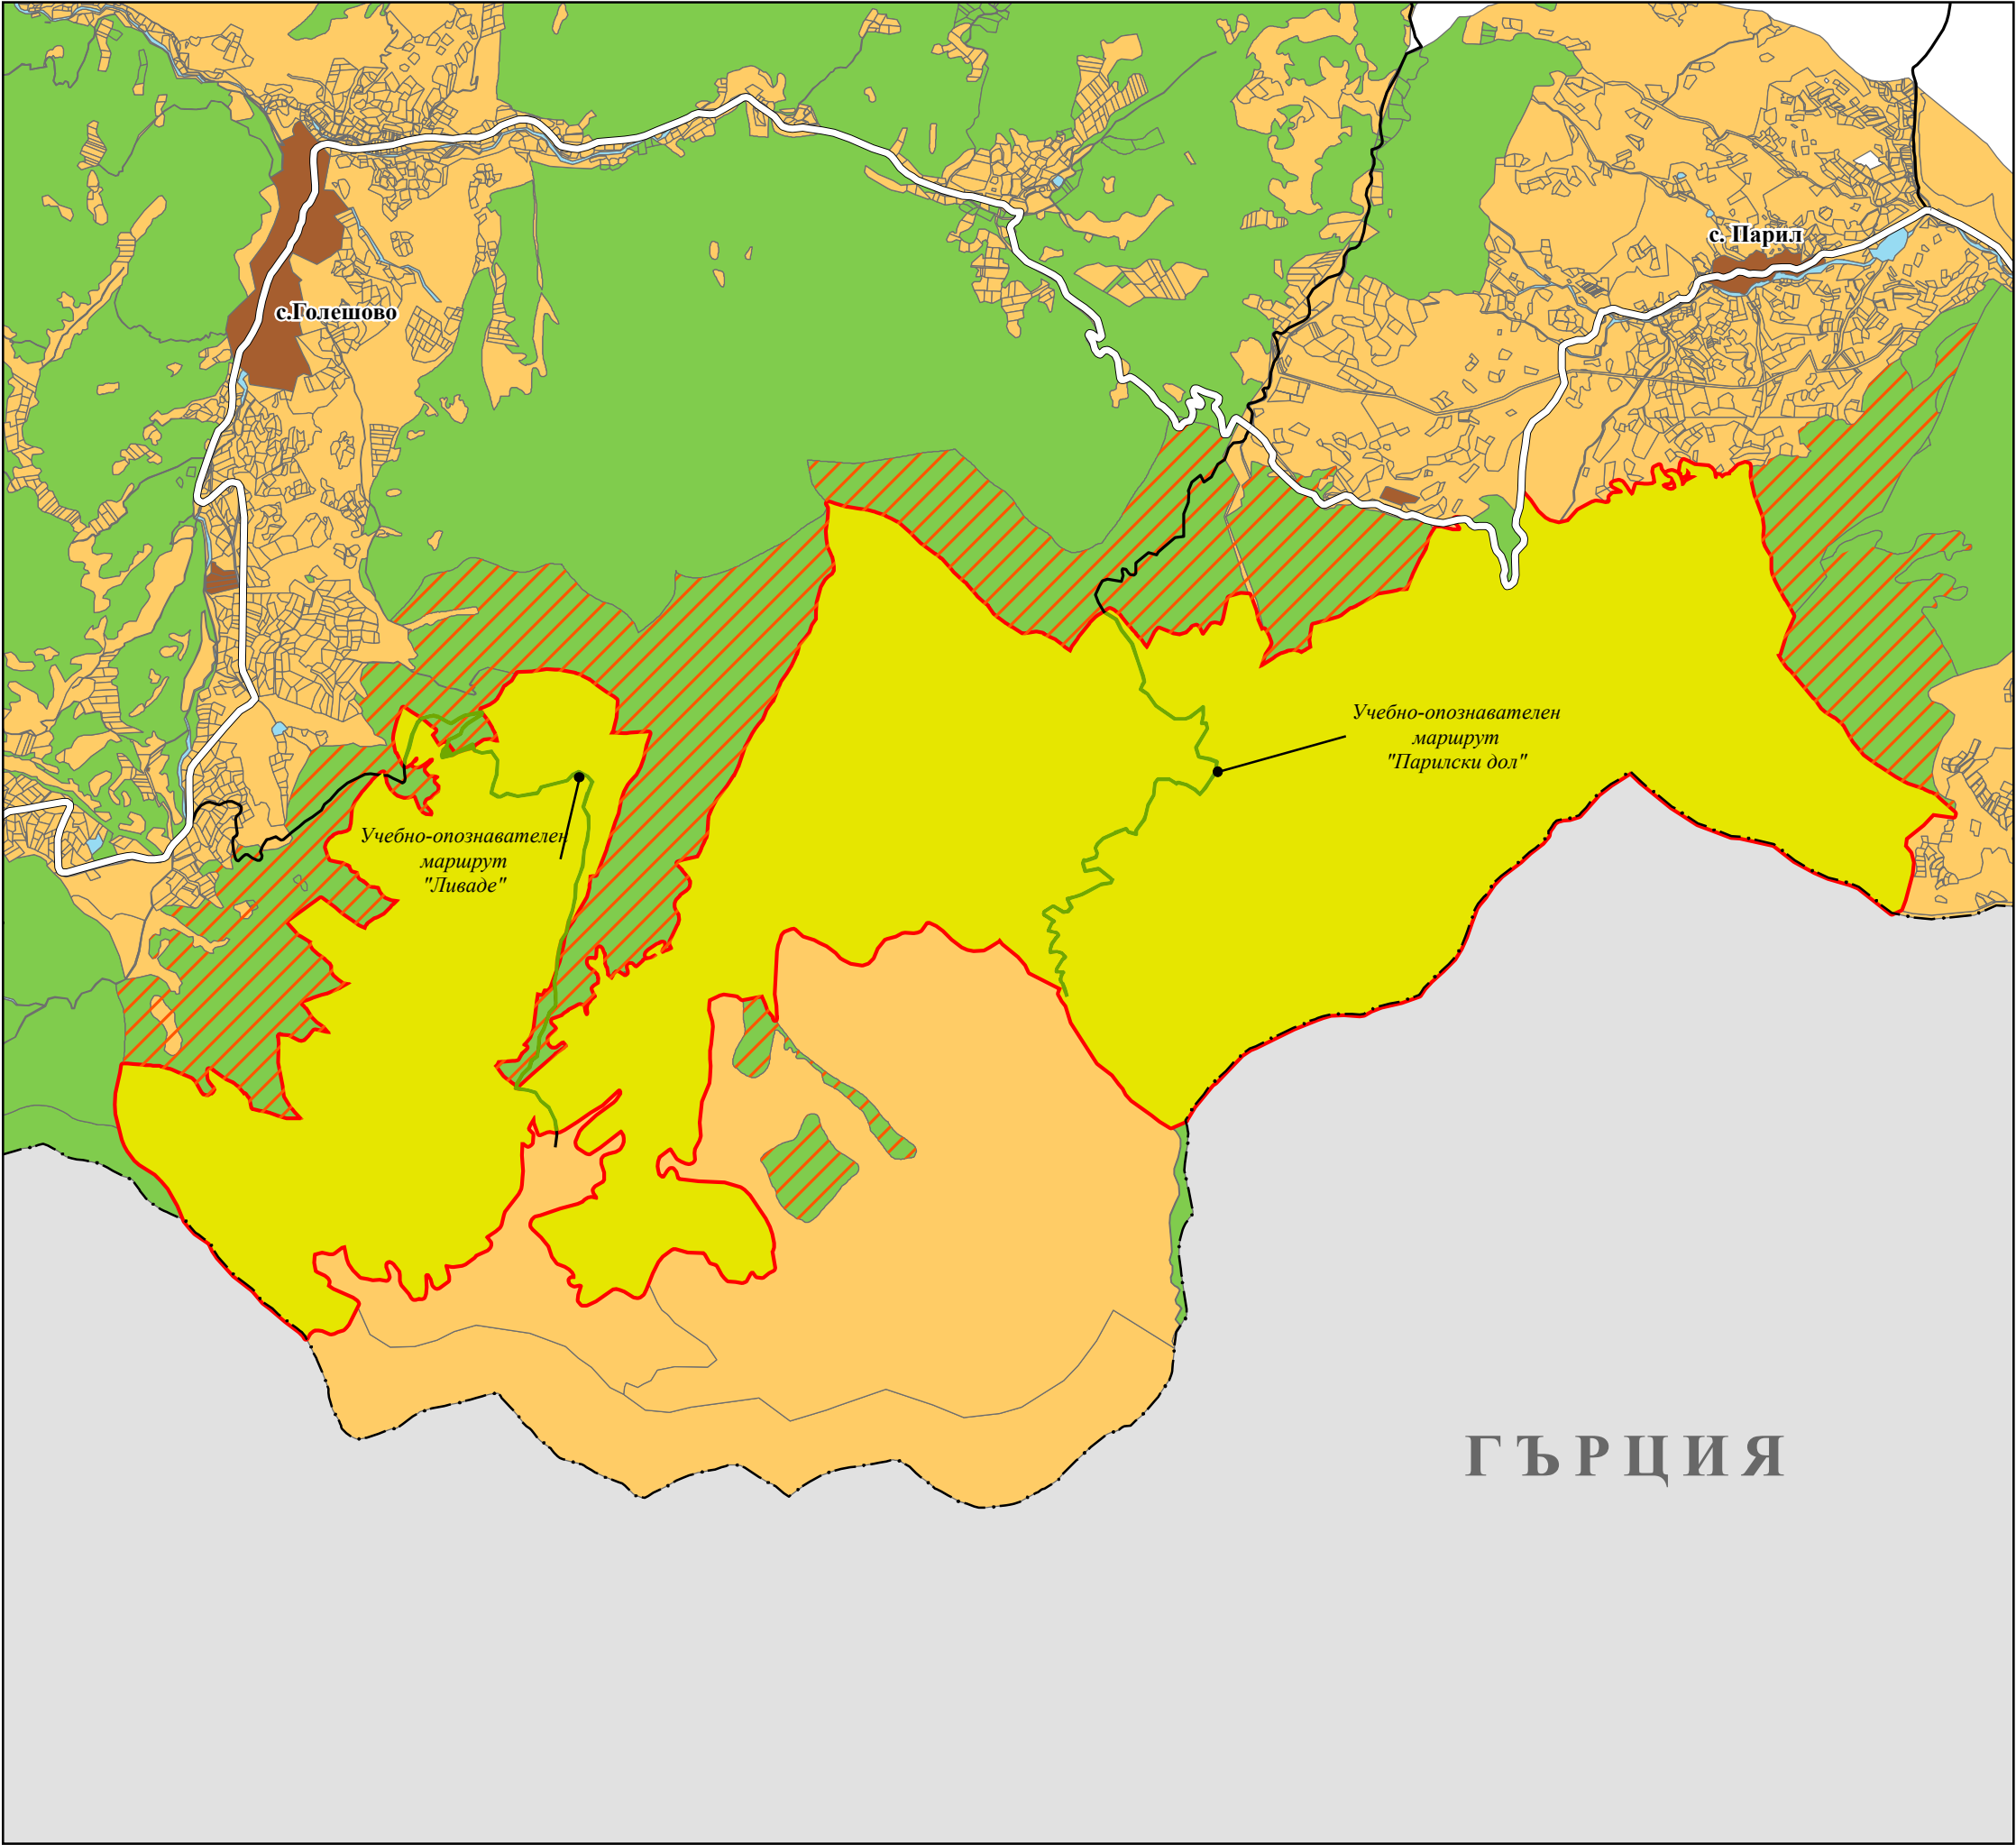 с. Парил
с.Голешово
Учебно-опознавателен
маршрут
"Парилски дол"
Учебно-опознавателен
маршрут
"Ливаде"
ГЪРЦИЯ